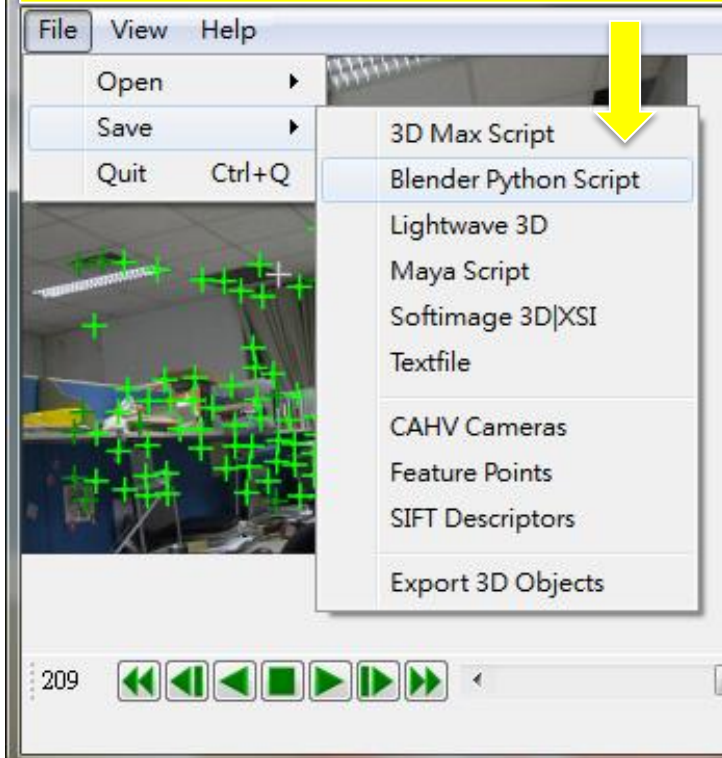 File View Help
Open
Save
Quit Ctrl+Q
3D Max Script
Blender Python Script
Lightwave 3D
Maya Script
Softimage 3D|XSI
Textfile
CAHV Cameras
Feature Points
SIFT Descriptors
Export 3D Objects
209